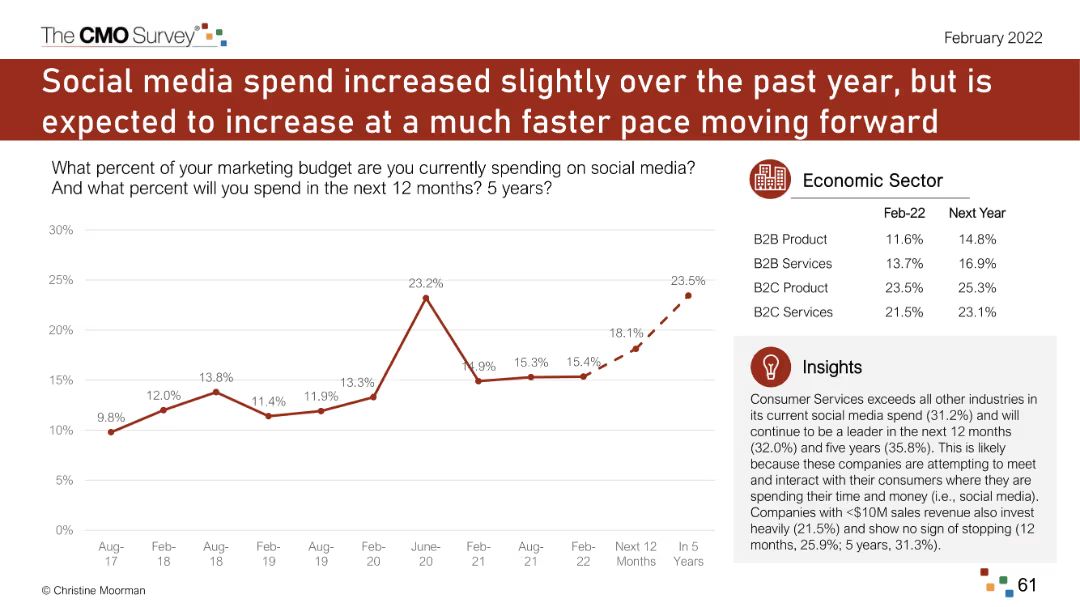 The CMO Survey®
February 2022
Social media spend increased slightly over the past year, but is
expected to increase at a much faster pace moving forward
What percent of your marketing budget are you currently spending on social media?
And what percent will you spend in the next 12 months? 5 years?
30%
25%
20%
15%
10%
5%
0%
9.8%
12.0%
13.8%
11.4%
11.9%
13.3%
23.2%
14.9%
15.3%
15.4%
18.1%
23.5%
Aug- Feb- Aug- Feb- Aug- Feb- June- Feb- Aug- Feb- Next 12 In 5
17 18 18 19 19 20 20 21 21 22 Months Years
Economic Sector
Feb-22 Next Year
B2B Product 11.6% 14.8%
B2B Services 13.7% 16.9%
B2C Product 23.5% 25.3%
B2C Services 21.5% 23.1%
Insights
Consumer Services exceeds all other industries in
its current social media spend (31.2%) and will
continue to be a leader in the next 12 months
(32.0%) and five years (35.8%). This is likely
because these companies are attempting to meet
and interact with their consumers where they are
spending their time and money (i.e., social media).
Companies with <$10M sales revenue also invest
heavily (21.5%) and show no sign of stopping (12
months, 25.9%; 5 years, 31.3%).
© Christine Moorman
61